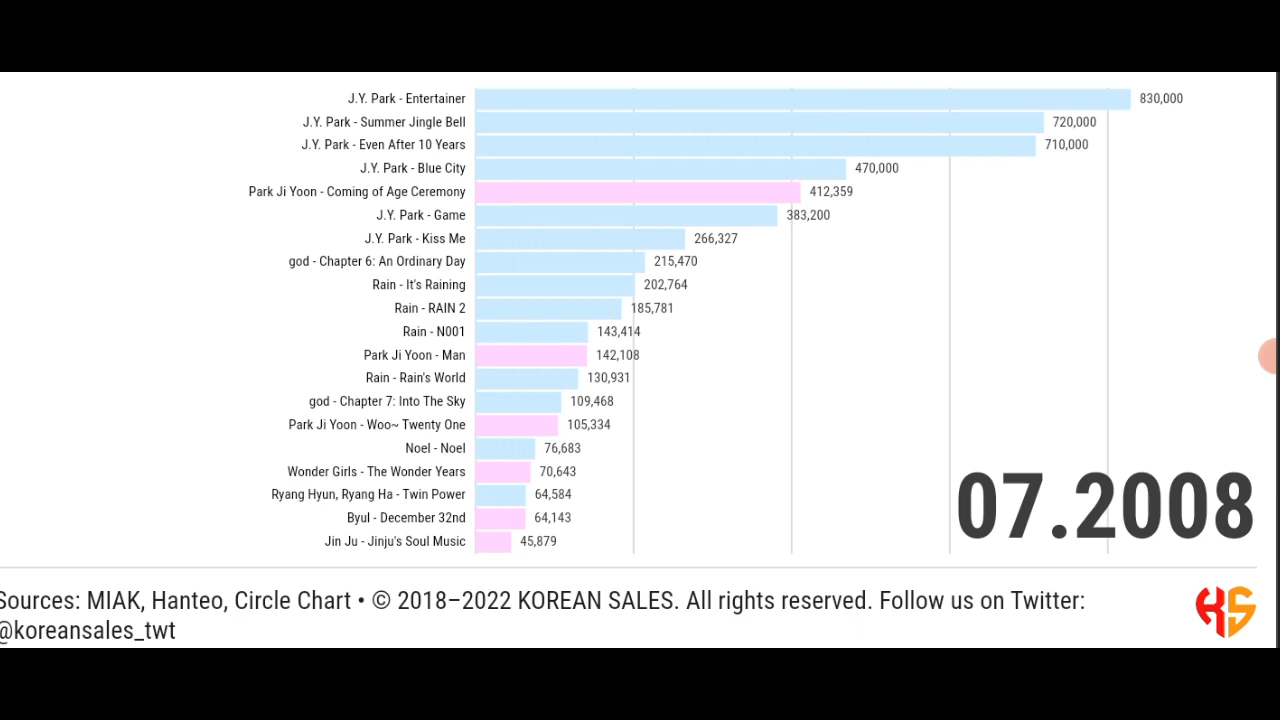 J.Y. Park - Entertainer 830,000
J.Y. Park - Summer Jingle Bell 720,000
J.Y. Park - Even After 10 Years 710,000
J.Y. Park - Blue City 470,000
Park Ji Yoon - Coming of Age Ceremony 412,359
J.Y. Park - Game 383,200
J.Y. Park - Kiss Me 266,327
god - Chapter 6: An Ordinary Day 215,470
Rain - It's Raining 202,764
Rain - RAIN 2 185,781
Rain - N001 143,414
Park Ji Yoon - Man 142,108
Rain - Rain's World 130,931
god - Chapter 7: Into The Sky 109,468
Park Ji Yoon - Woo~ Twenty One 105,334
Noel - Noel 76,683
Wonder Girls - The Wonder Years 70,643
Ryang Hyun, Ryang Ha - Twin Power 64,584
Byul - December 32nd 64,143
Jin Ju - Jinju's Soul Music 45,879
07.2008
Sources: MIAK, Hanteo, Circle Chart • © 2018–2022 KOREAN SALES. All rights reserved. Follow us on Twitter:
@koreansales_twt
KS